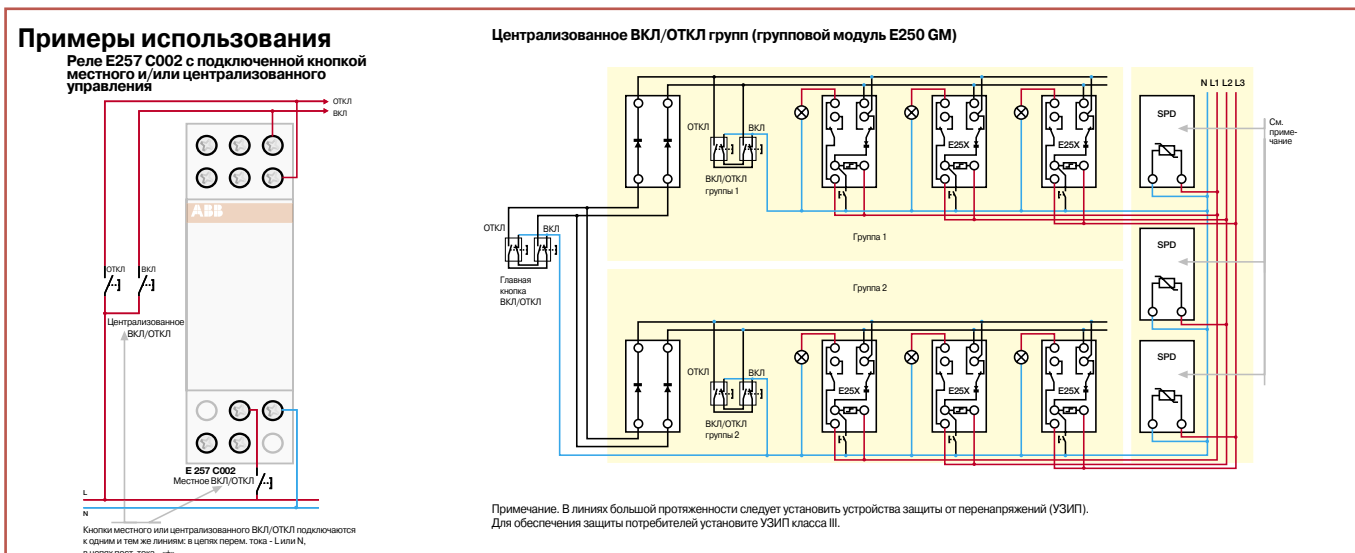 Примеры использования
Реле E257 C002 с подключенной кнопкой
местного и/или централизованного
управления
ОТКЛ
ВКЛ
ABB
ОТКЛ
ВКЛ
Централизованное
ВКЛ/ОТКЛ
E 257 C002
Местное ВКЛ/ОТКЛ
L
N
Кнопки местного или централизованного ВКЛ/ОТКЛ подключаются
к одним и тем же линиям: в цепях перем. тока - L или N,
в цепях пост. тока
Централизованное ВКЛ/ОТКЛ групп (групповой модуль E250 GM)
N L1 L2 L3
ОТКЛ
ВКЛ
ВКЛ/ОТКЛ
группы 1
E25X
E25X
E25X
SPD
См.
приме-
чание
Группа 1
ОТКЛ
ВКЛ
Главная
кнопка
ВКЛ/ОТКЛ
SPD
Группа 2
ОТКЛ
ВКЛ
ВКЛ/ОТКЛ
группы 2
E25X
E25X
E25X
SPD
Примечание. В линиях большой протяженности следует установить устройства защиты от перенапряжений (УЗИП).
Для обеспечения защиты потребителей установите УЗИП класса III.